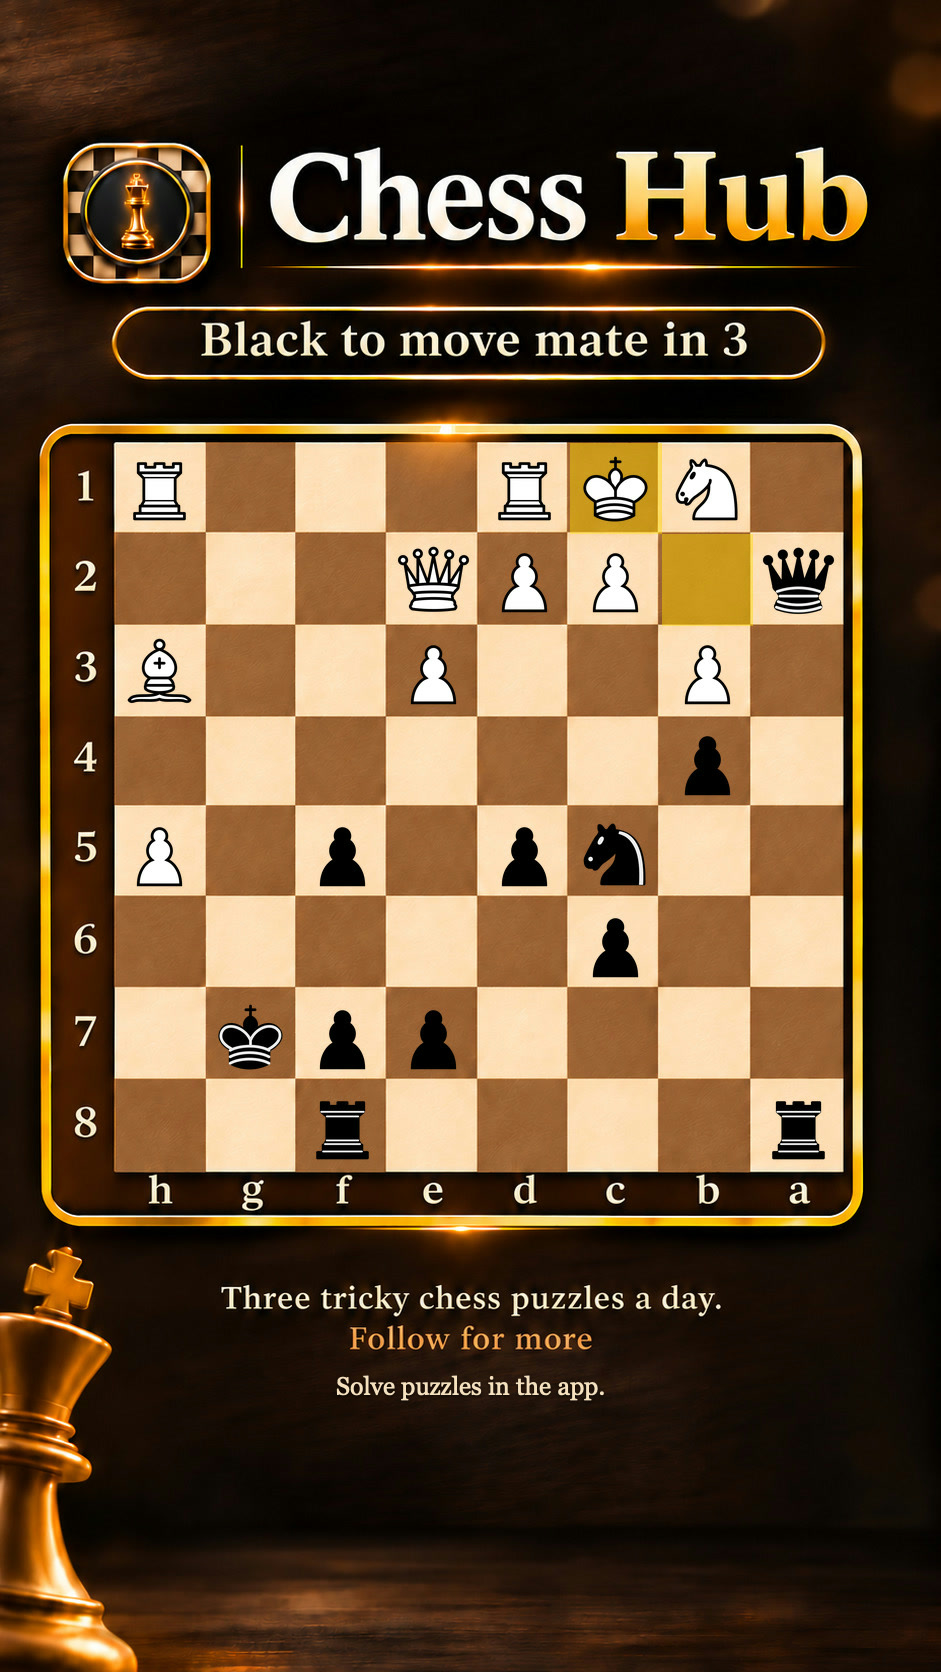 Chess Hub
Black to move mate in 3
1
2
3
4
5
6
7
8
h g f e d c b a
Three tricky chess puzzles a day.
Follow for more
Solve puzzles in the app.